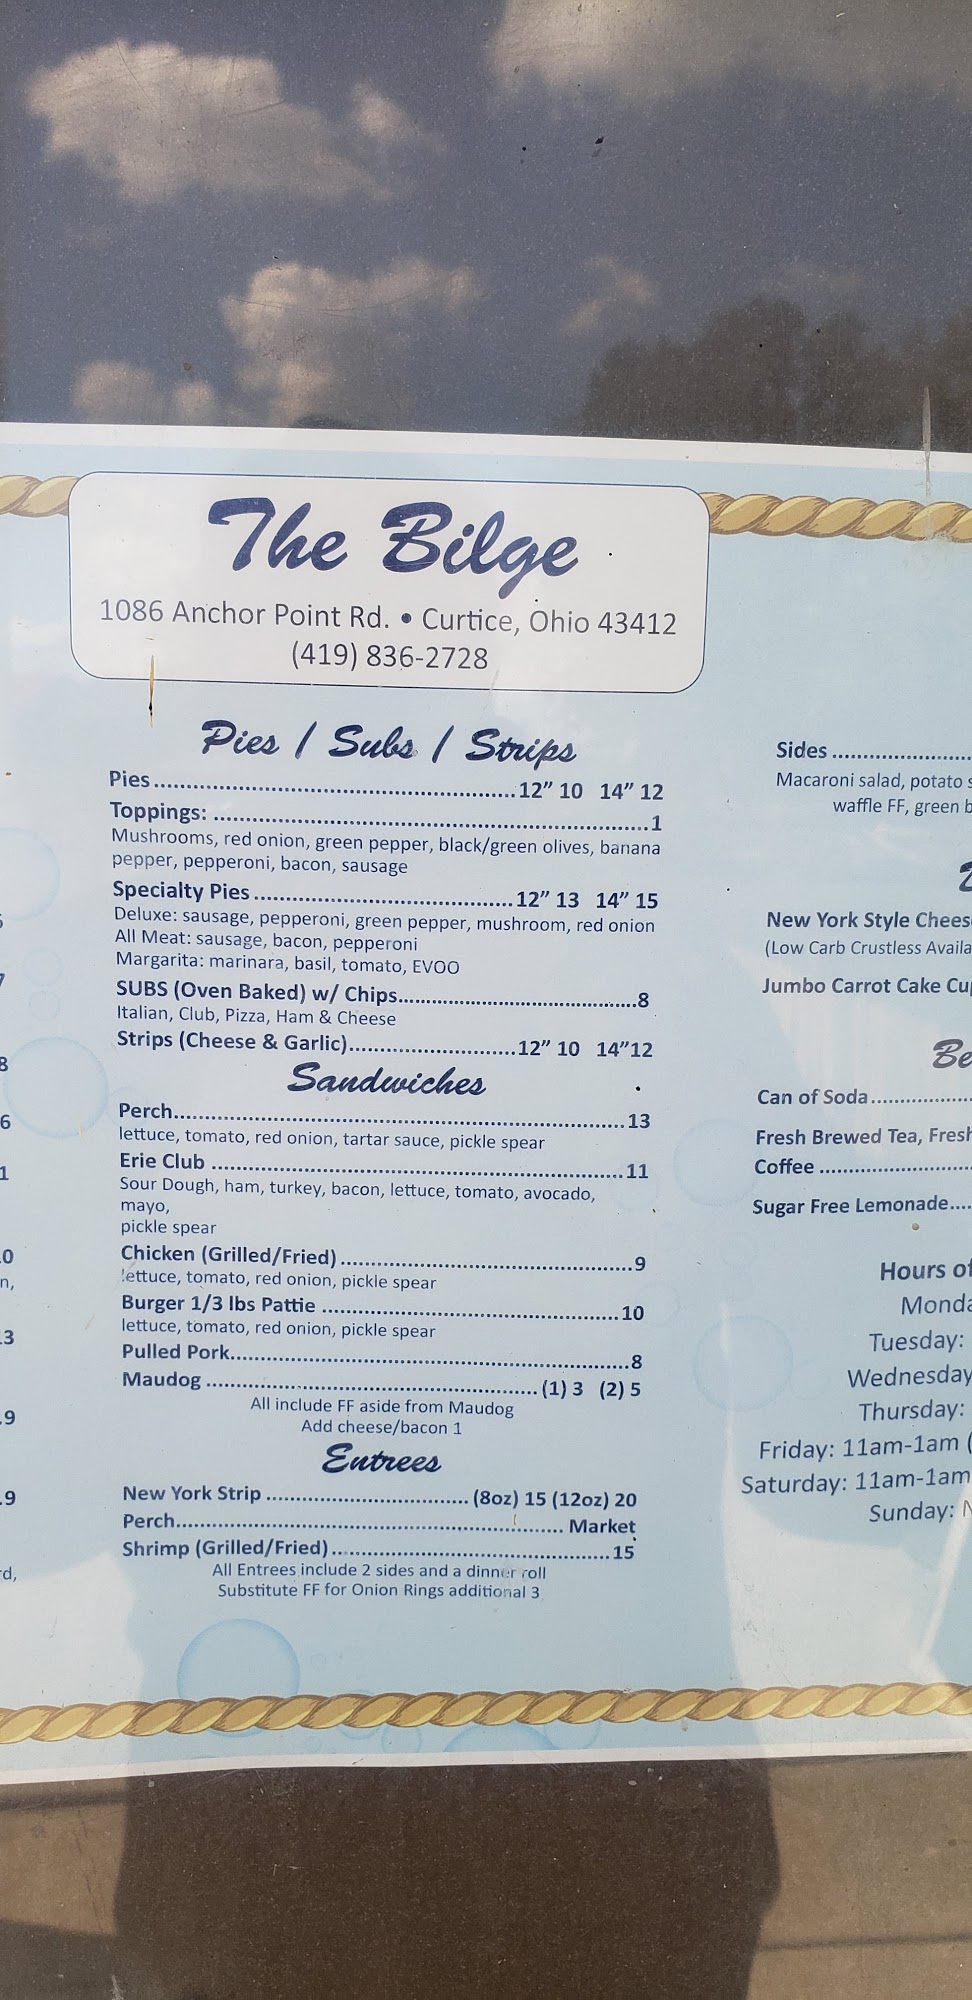 The Bilge
1086 Anchor Point Rd. • Curtice, Ohio 43412
(419) 836-2728
Pies / Subs / Strips
Pies ........ 12” 10 14” 12
Toppings: ........ 1
Mushrooms, red onion, green pepper, black/green olives, banana
pepper, pepperoni, bacon, sausage
Specialty Pies ........ 12” 13 14” 15
Deluxe: sausage, pepperoni, green pepper, mushroom, red onion
All Meat: sausage, bacon, pepperoni
Margarita: marinara, basil, tomato, EVOO
SUBS (Oven Baked) w/ Chips ........ 8
Italian, Club, Pizza, Ham & Cheese
Strips (Cheese & Garlic) ........ 12” 10 14”12
Sandwiches
Perch ........ 13
lettuce, tomato, red onion, tartar sauce, pickle spear
Erie Club ........ 11
Sour Dough, ham, turkey, bacon, lettuce, tomato, avocado,
mayo,
pickle spear
Chicken (Grilled/Fried) ........ 9
lettuce, tomato, red onion, pickle spear
Burger 1/3 lbs Pattie ........ 10
lettuce, tomato, red onion, pickle spear
Pulled Pork ........ 8
Maudog ........ (1) 3 (2) 5
All include FF aside from Maudog
Add cheese/bacon 1
Entrees
New York Strip ........ (8oz) 15 (12oz) 20
Perch ........ Market
Shrimp (Grilled/Fried) ........ 15
All Entrees include 2 sides and a dinner roll
Substitute FF for Onion Rings additional 3
Sides ........
Macaroni salad, potato
waffle FF, green
New York Style
(Low Carb Crustless
Jumbo Carrot Cake
Can of Soda ........
Fresh Brewed Tea,
Coffee ........
Sugar Free Lemonade ........
Hours
Tuesday:
Wednesday
Thursday:
Friday: 11am-1am (
Saturday: 11am-1am
Sunday: